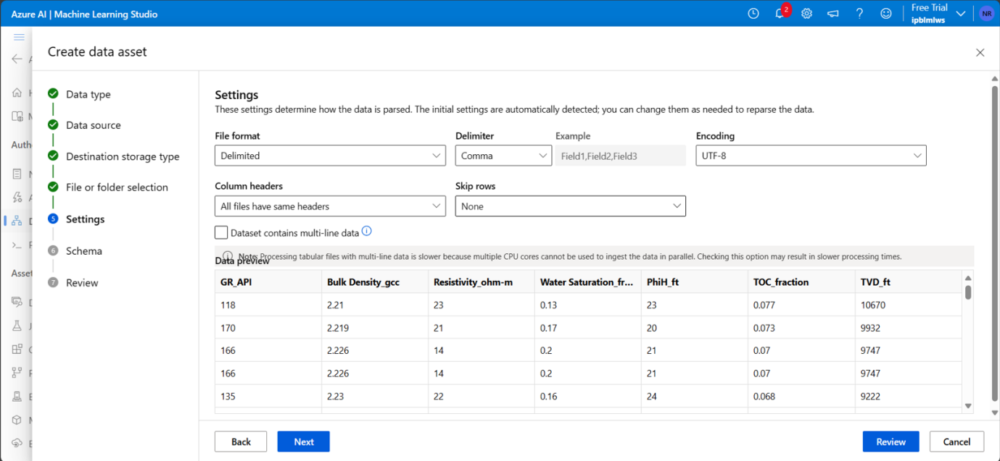 Azure AI | Machine Learning Studio
2
Free Trial
ipblmlws
NR
Create data asset
Data type
Data source
Destination storage type
File or folder selection
5 Settings
6 Schema
7 Review
Auth
Asset
Settings
These settings determine how the data is parsed. The initial settings are automatically detected; you can change them as needed to reparse the data.
File format Delimiter Example Encoding
Delimited Comma Field1,Field2,Field3 UTF-8
Column headers Skip rows
All files have same headers None
Dataset contains multi-line data
Note: Processing tabular files with multi-line data is slower because multiple CPU cores cannot be used to ingest the data in parallel. Checking this option may result in slower processing times.
Data preview
GR_API Bulk Density_gcc Resistivity_ohm-m Water Saturation_fr... PhiH_ft TOC_fraction TVD_ft
118 2.21 23 0.13 23 0.077 10670
170 2.219 21 0.17 20 0.073 9932
166 2.226 14 0.2 21 0.07 9747
166 2.226 14 0.2 21 0.07 9747
135 2.23 22 0.16 24 0.068 9222
Back Next Review Cancel